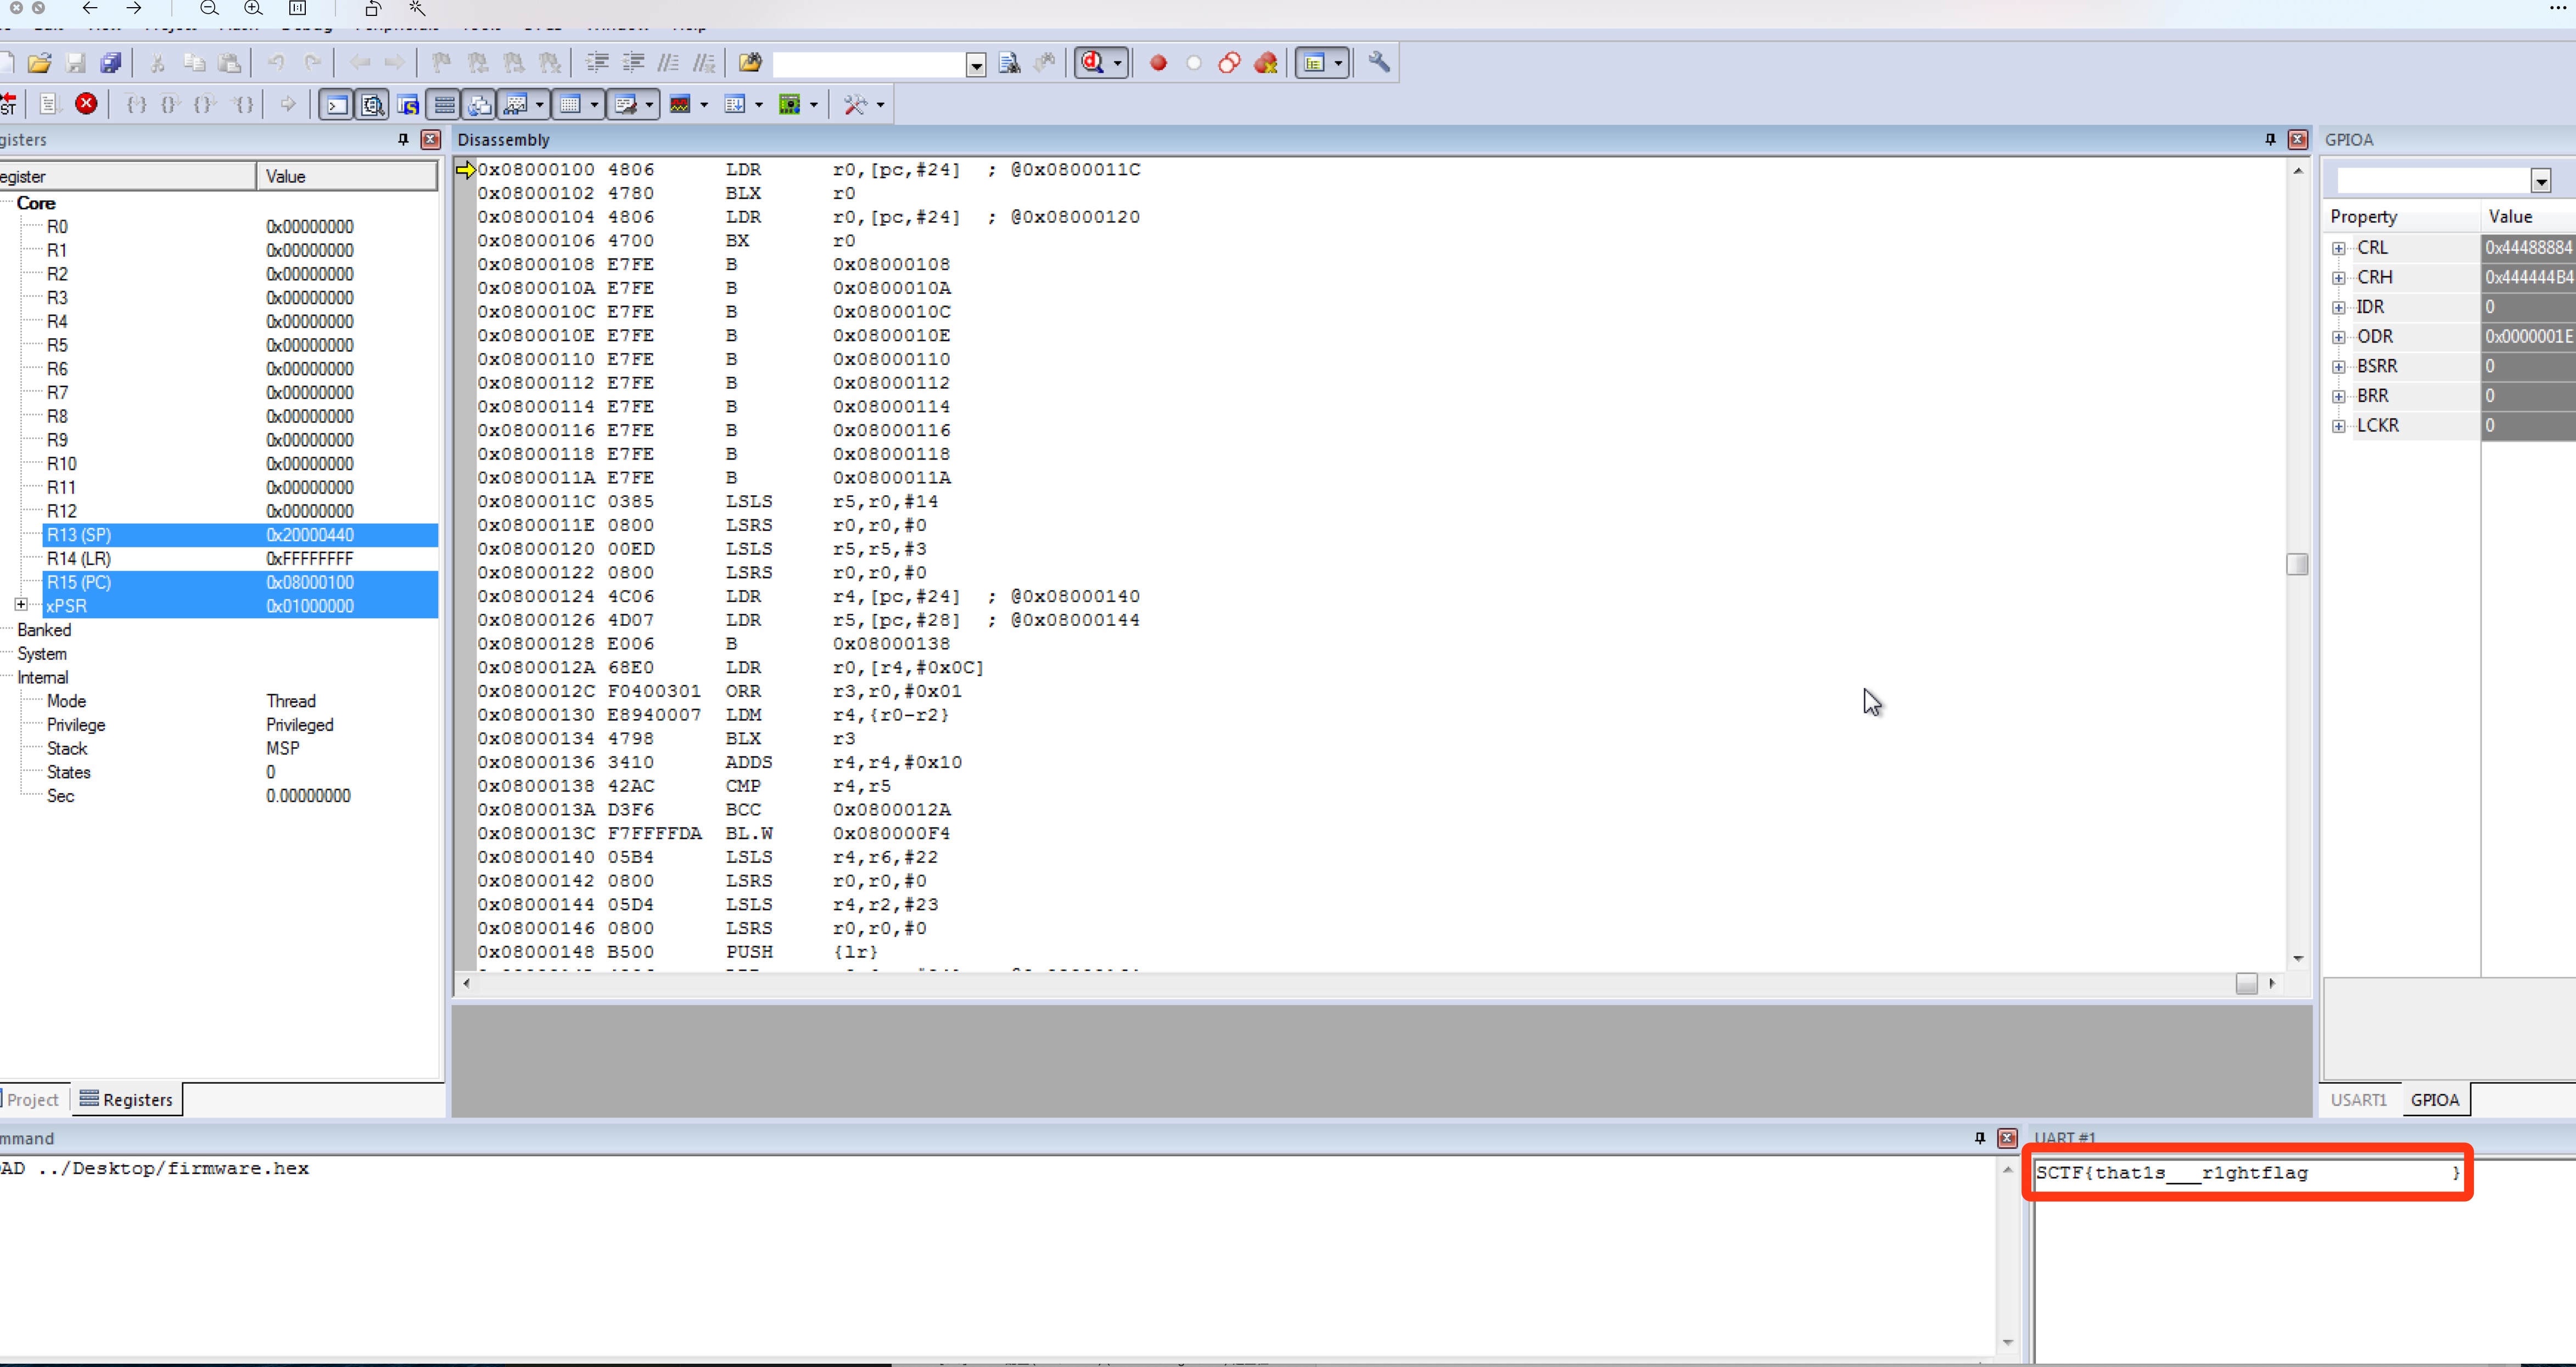 ST
gisters
egister Value
Core
R0 0x00000000
R1 0x00000000
R2 0x00000000
R3 0x00000000
R4 0x00000000
R5 0x00000000
R6 0x00000000
R7 0x00000000
R8 0x00000000
R9 0x00000000
R10 0x00000000
R11 0x00000000
R12 0x00000000
R13 (SP) 0x20000440
R14 (LR) 0xFFFFFFFF
R15 (PC) 0x08000100
xPSR 0x01000000
Banked
System
Internal
Mode Thread
Privilege Privileged
Stack MSP
States 0
Sec 0.00000000
Project Registers
Disassembly
0x08000100 4806 LDR r0,[pc,#24] ; @0x0800011C
0x08000102 4780 BLX r0
0x08000104 4806 LDR r0,[pc,#24] ; @0x08000120
0x08000106 4700 BX r0
0x08000108 E7FE B 0x08000108
0x0800010A E7FE B 0x0800010A
0x0800010C E7FE B 0x0800010C
0x0800010E E7FE B 0x0800010E
0x08000110 E7FE B 0x08000110
0x08000112 E7FE B 0x08000112
0x08000114 E7FE B 0x08000114
0x08000116 E7FE B 0x08000116
0x08000118 E7FE B 0x08000118
0x0800011A E7FE B 0x0800011A
0x0800011C 0385 LSLS r5,r0,#14
0x0800011E 0800 LSRS r0,r0,#0
0x08000120 00ED LSLS r5,r5,#3
0x08000122 0800 LSRS r0,r0,#0
0x08000124 4C06 LDR r4,[pc,#24] ; @0x08000140
0x08000126 4D07 LDR r5,[pc,#28] ; @0x08000144
0x08000128 E006 B 0x08000138
0x0800012A 68E0 LDR r0,[r4,#0x0C]
0x0800012C F0400301 ORR r3,r0,#0x01
0x08000130 E8940007 LDM r4,{r0-r2}
0x08000134 4798 BLX r3
0x08000136 3410 ADDS r4,r4,#0x10
0x08000138 42AC CMP r4,r5
0x0800013A D3F6 BCC 0x0800012A
0x0800013C F7FFFFDA BL.W 0x080000F4
0x08000140 05B4 LSLS r4,r6,#22
0x08000142 0800 LSRS r0,r0,#0
0x08000144 05D4 LSLS r4,r2,#23
0x08000146 0800 LSRS r0,r0,#0
0x08000148 B500 PUSH {lr}
GPIOA
Property Value
CRL 0x44488884
CRH 0x444444B4
IDR 0
ODR 0x0000001E
BSRR 0
BRR 0
LCKR 0
USART1 GPIOA
mmand
AD ../Desktop/firmware.hex
UART #1
SCTF{that1s___r1ghtflag }